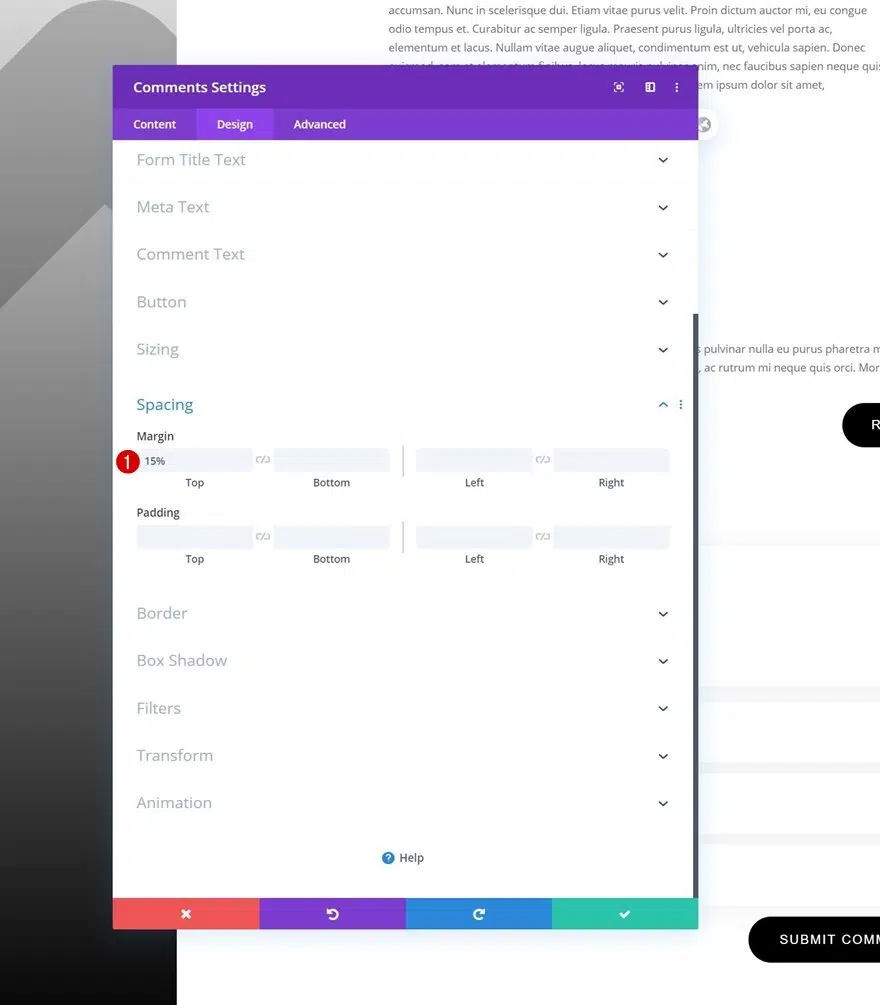 accumsan. Nunc in scelerisque dui. Etiam vitae purus velit. Proin dictum auctor mi, eu congue
odio tempus et. Curabitur ac semper ligula. Praesent purus ligula, ultricies vel porta ac,
elementum et lacus. Nullam vitae augue aliquet, condimentum est ut, vehicula sapien. Donec
enim, nec faucibus sapien neque quis
em ipsum dolor sit amet,
Comments Settings
Content Design Advanced
Form Title Text
Meta Text
Comment Text
Button
Sizing
s pulvinar nulla eu purus pharetra m
, ac rutrum mi neque quis orci. Mor
Spacing
R
Margin
1 15%
Top Bottom Left Right
Padding
Top Bottom Left Right
Border
Box Shadow
Filters
Transform
Animation
? Help
SUBMIT COMM